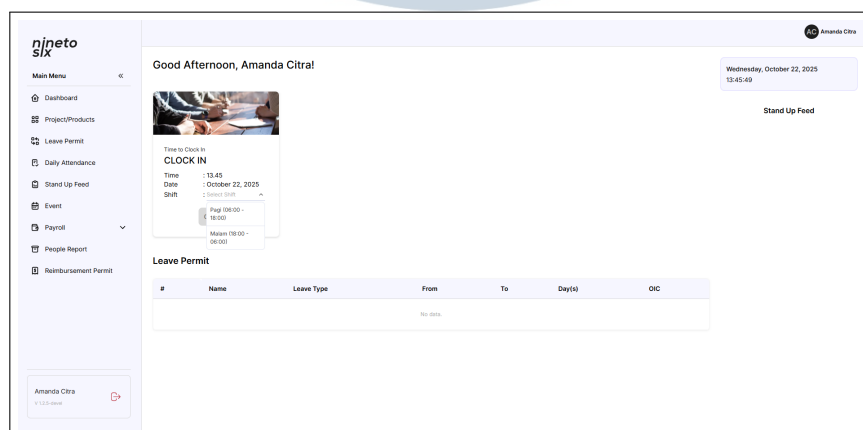 nineto
six
AC Amanda Citra
Main Menu «
Dashboard
Project/Products
Leave Permit
Daily Attendance
Stand Up Feed
Event
Payroll
People Report
Reimbursement Permit
Amanda Citra
Good Afternoon, Amanda Citra!
Wednesday, October 22, 2025
13:45:49
Stand Up Feed
Time to Clock In
CLOCK IN
Time : 13.45
Date : October 22, 2025
Shift : Select Shift
Pagi (06:00 -
18:00)
Malam (18:00 -
06:00)
Leave Permit
# Name Leave Type From To Day(s) OIC
No data.